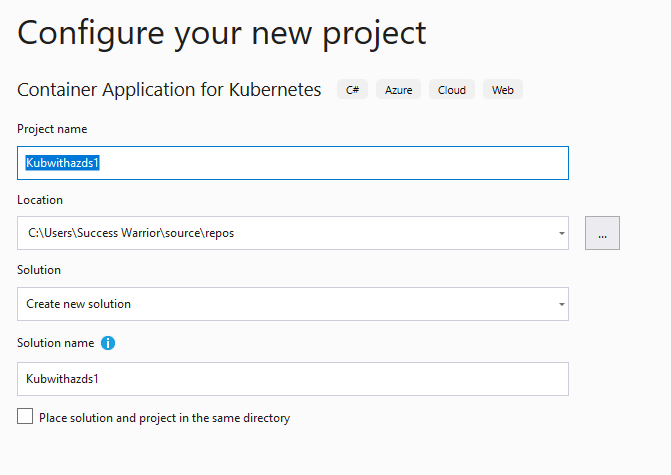 Configure your new project
Container Application for Kubernetes C# Azure Cloud Web
Project name
Kubwithazds1
Location
C:\Users\Success Warrior\source\repos
...
Solution
Create new solution
Solution name
Kubwithazds1
Place solution and project in the same directory